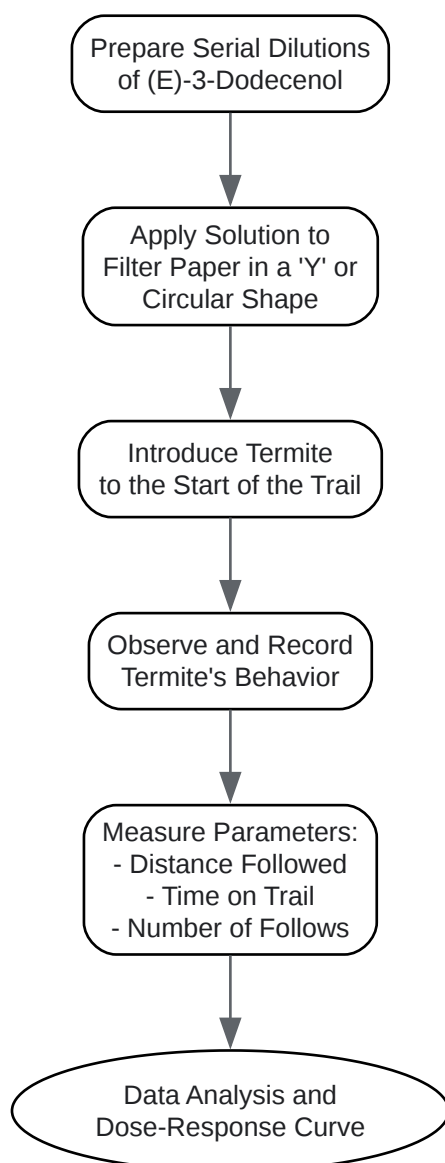 Prepare Serial Dilutions
of (E)-3-Dodecenol
Apply Solution to
Filter Paper in a 'Y' or
Circular Shape
Introduce Termite
to the Start of the Trail
Observe and Record
Termite's Behavior
Measure Parameters:
- Distance Followed
- Time on Trail
- Number of Follows
Data Analysis and
Dose-Response Curve